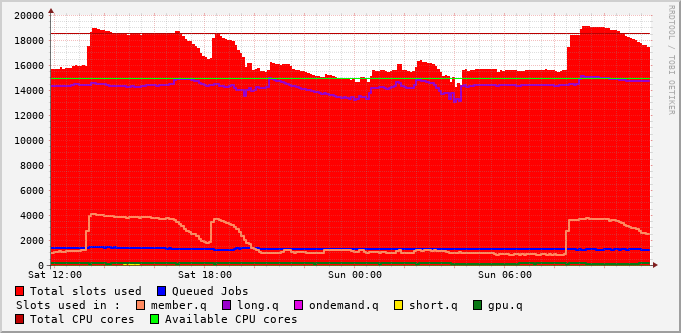 20000
18000
16000
14000
12000
10000
8000
6000
4000
2000
0
Sat 12:00 Sat 18:00 Sun 00:00 Sun 06:00
RRDTOOL / TOBI OETIKER
Total slots used Queued Jobs
Slots used in : member.q long.q ondemand.q short.q gpu.q
Total CPU cores Available CPU cores